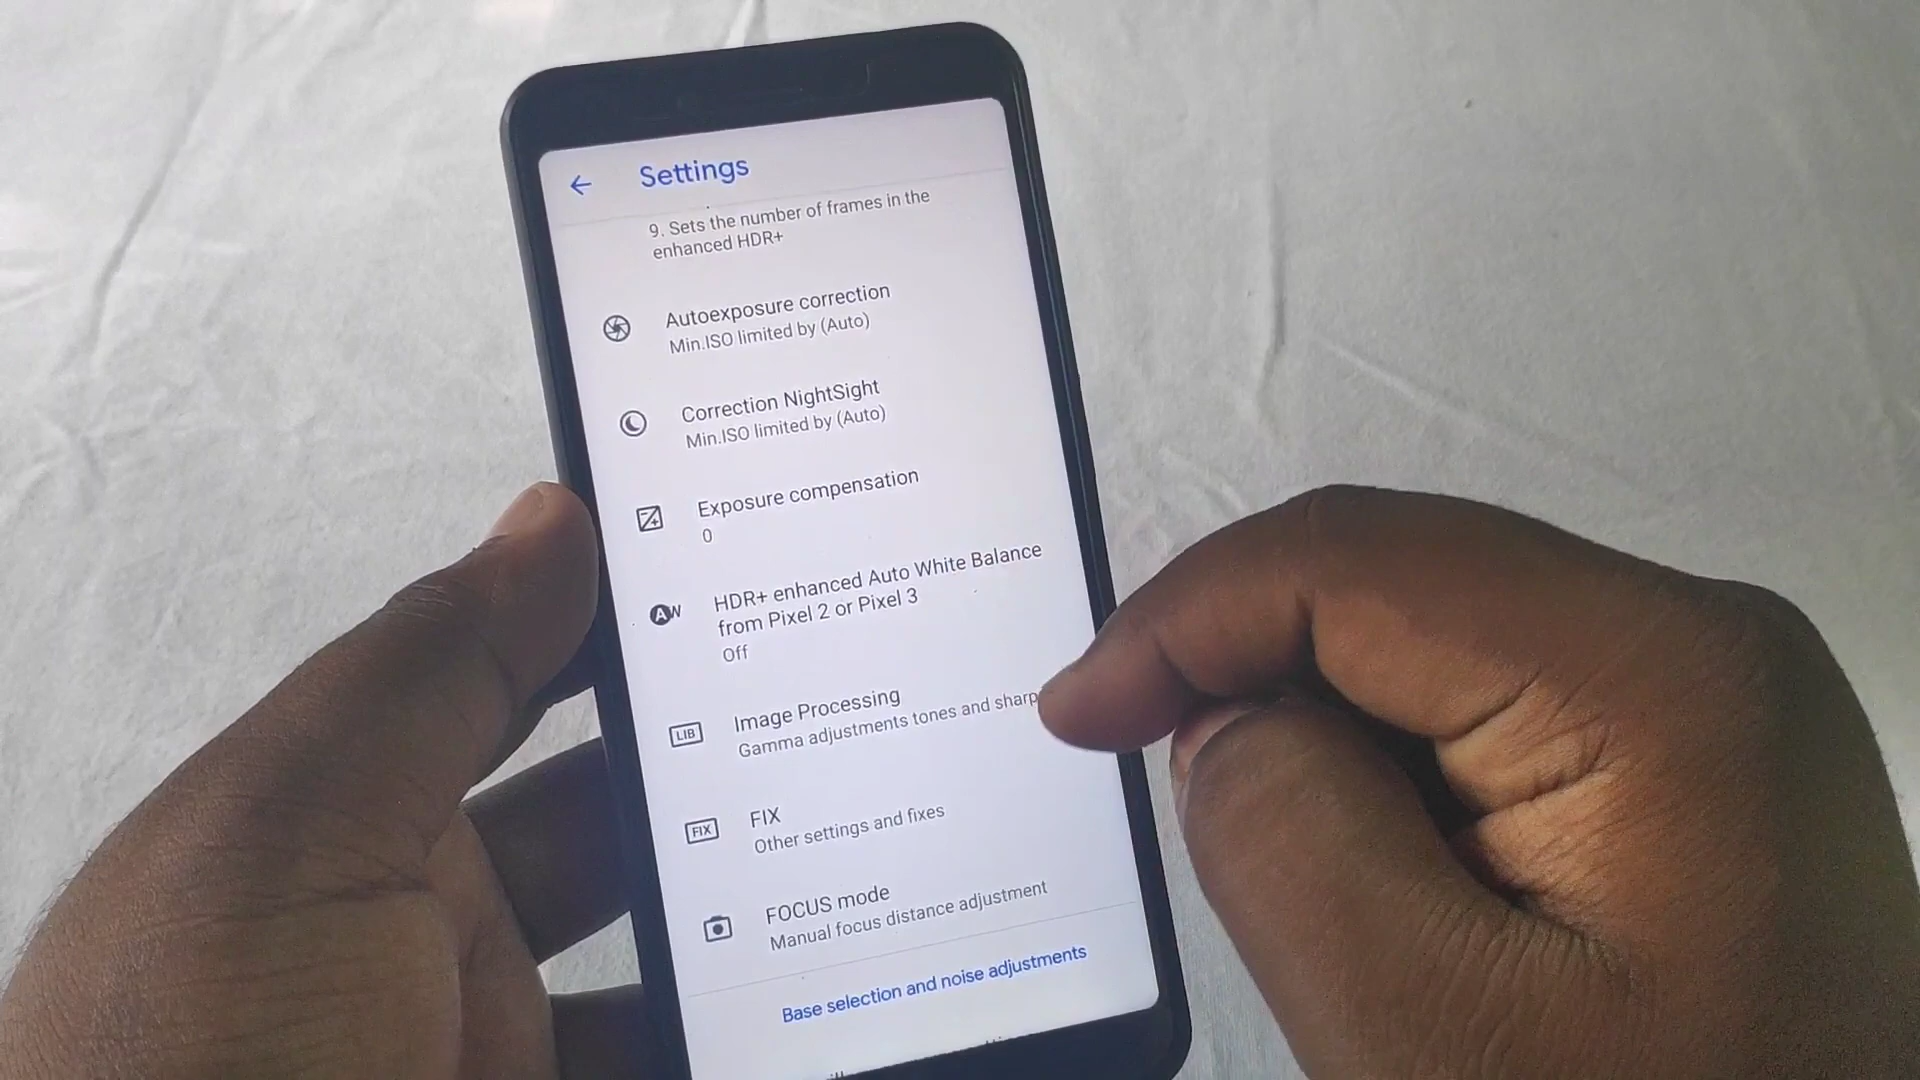 Settings
9. Sets the number of frames in the
enhanced HDR+
Autoexposure correction
Min.ISO limited by (Auto)
Correction NightSight
Min.ISO limited by (Auto)
Exposure compensation
0
AW
HDR+ enhanced Auto White Balance
from Pixel 2 or Pixel 3
Off
Image Processing
LIB
Gamma adjustments tones and sharp
FIX
FIX
Other settings and fixes
FOCUS mode
Manual focus distance adjustment
Base selection and noise adjustments